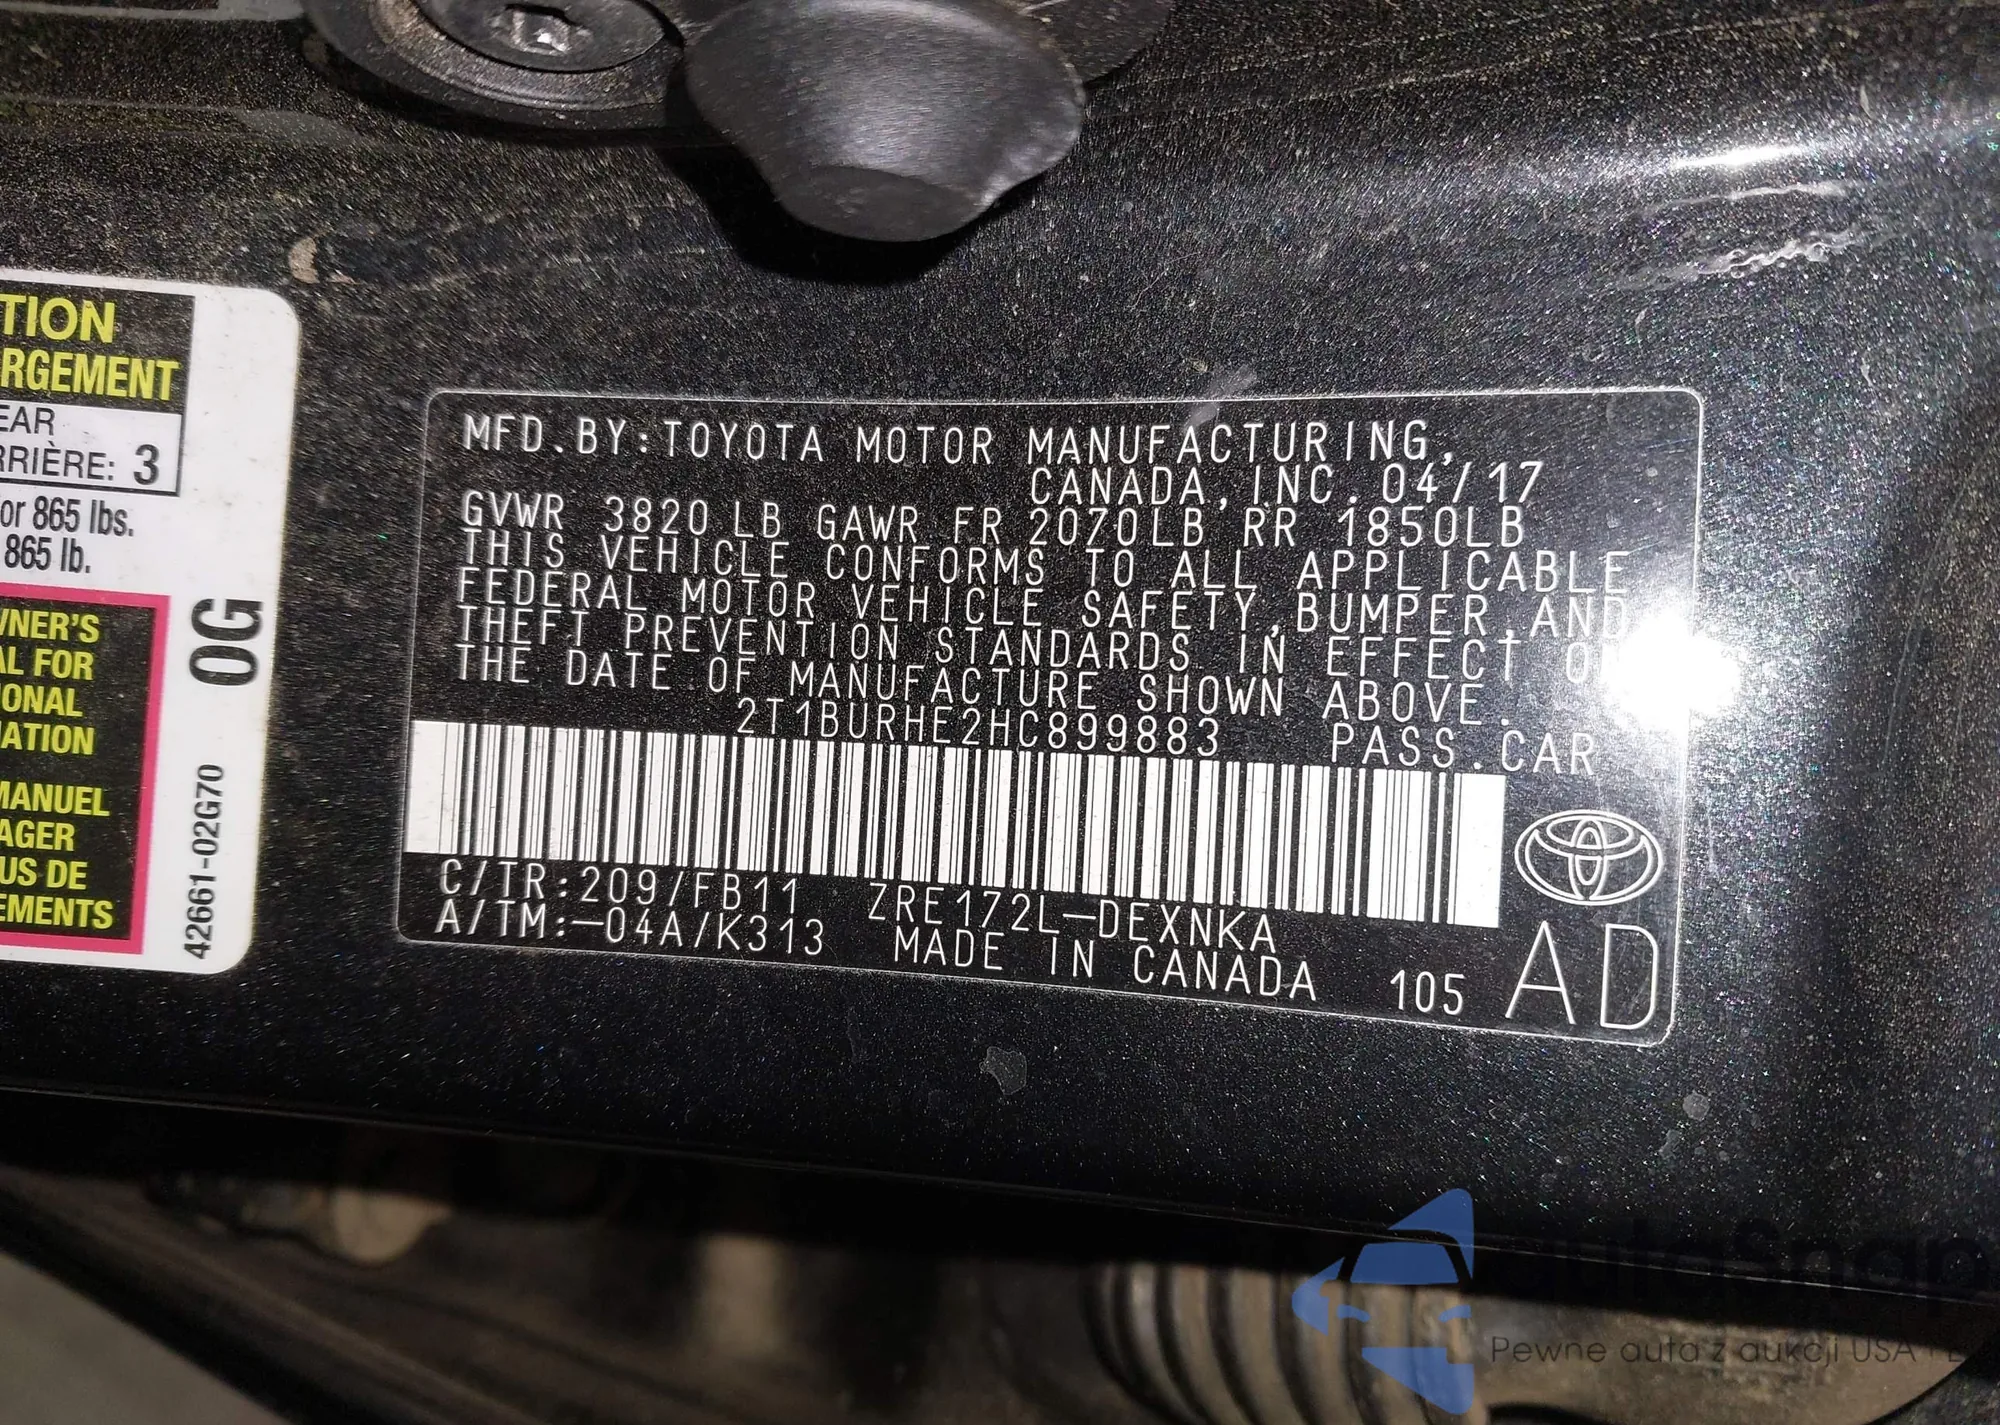 TION
RGEMENT
EAR
RRIÈRE: 3
or 865 lbs.
865 lb.
WNER'S
AL FOR
IONAL
MATION
MANUEL
AGER
US DE
EMENTS
0G
42661-02G70
MFD.BY:TOYOTA MOTOR MANUFACTURING,
CANADA,INC. 04/17
GVWR 3820 LB GAWR FR 2070LB RR 1850LB
THIS VEHICLE CONFORMS TO ALL APPLICABLE
FEDERAL MOTOR VEHICLE SAFETY,BUMPER,AND
THEFT PREVENTION STANDARDS IN EFFECT
THE DATE OF MANUFACTURE SHOWN ABOVE.
2T1BURHE2HC899883 PASS.CAR
C/TR:209/FB11 ZRE172L-DEXNKA
A/TM:-04A/K313 MADE IN CANADA 105 AD
autoSnap
Pewne auta z aukcji USA